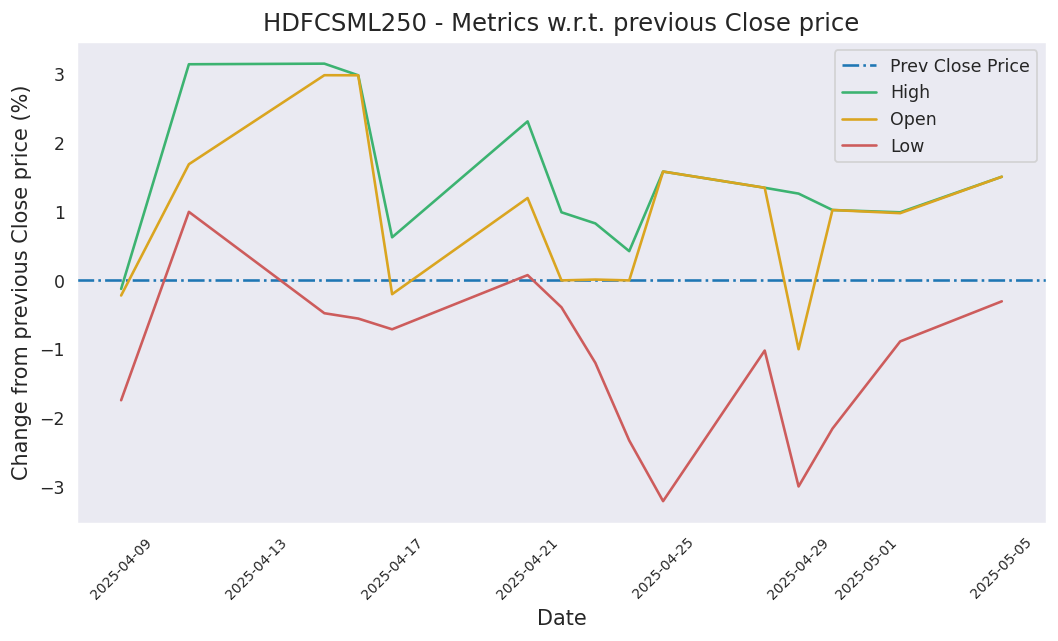 HDFCSML250 - Metrics w.r.t. previous Close price
Change from previous Close price (%)
3
2
1
0
−1
−2
−3
Prev Close Price
High
Open
Low
2025-04-09
2025-04-13
2025-04-17
2025-04-21
2025-04-25
2025-04-29
2025-05-01
2025-05-05
Date